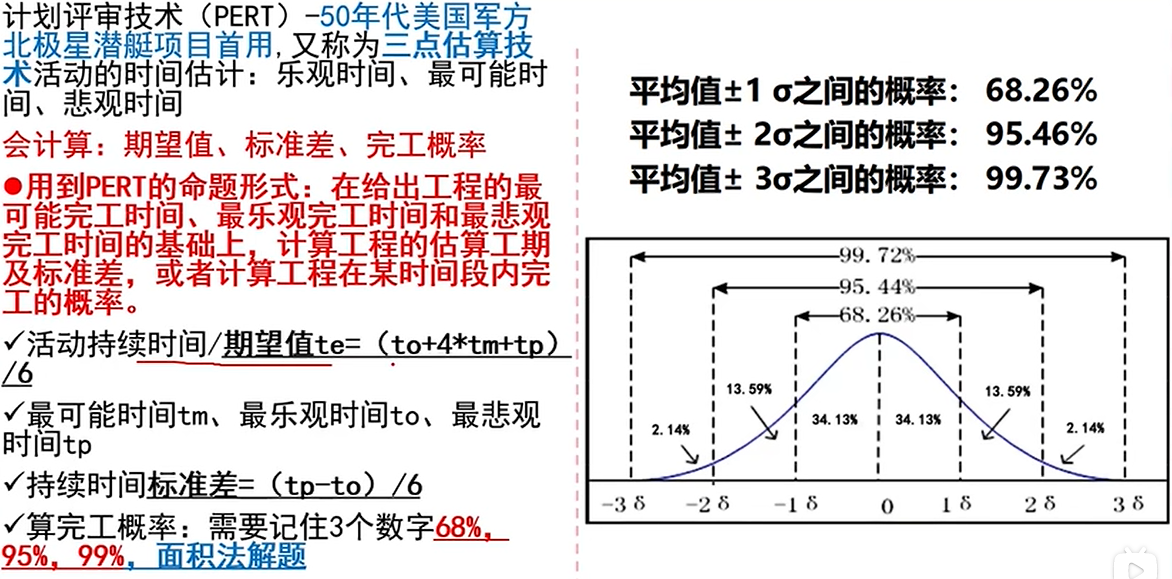 计划评审技术（PERT）-50年代美国军方
北极星潜艇项目首用,又称为三点估算技
术活动的时间估计：乐观时间、最可能时
间、悲观时间
会计算：期望值、标准差、完工概率
●用到PERT的命题形式：在给出工程的最
可能完工时间、最乐观完工时间和最悲观
完工时间的基础上，计算工程的估算工期
及标准差，或者计算工程在某时间段内完
工的概率。
✓活动持续时间/期望值te=（to+4*tm+tp）
/6
✓最可能时间tm、最乐观时间to、最悲观
时间tp
✓持续时间标准差=（tp-to）/6
✓算完工概率：需要记住3个数字68%，
95%，99%，面积法解题
平均值±1 σ之间的概率： 68.26%
平均值± 2σ之间的概率： 95.46%
平均值± 3σ之间的概率： 99.73%
99.72%
95.44%
68.26%
13.59% 13.59%
2.14% 34.13% 34.13% 2.14%
-3δ -2δ -1δ 0 1δ 2δ 3δ